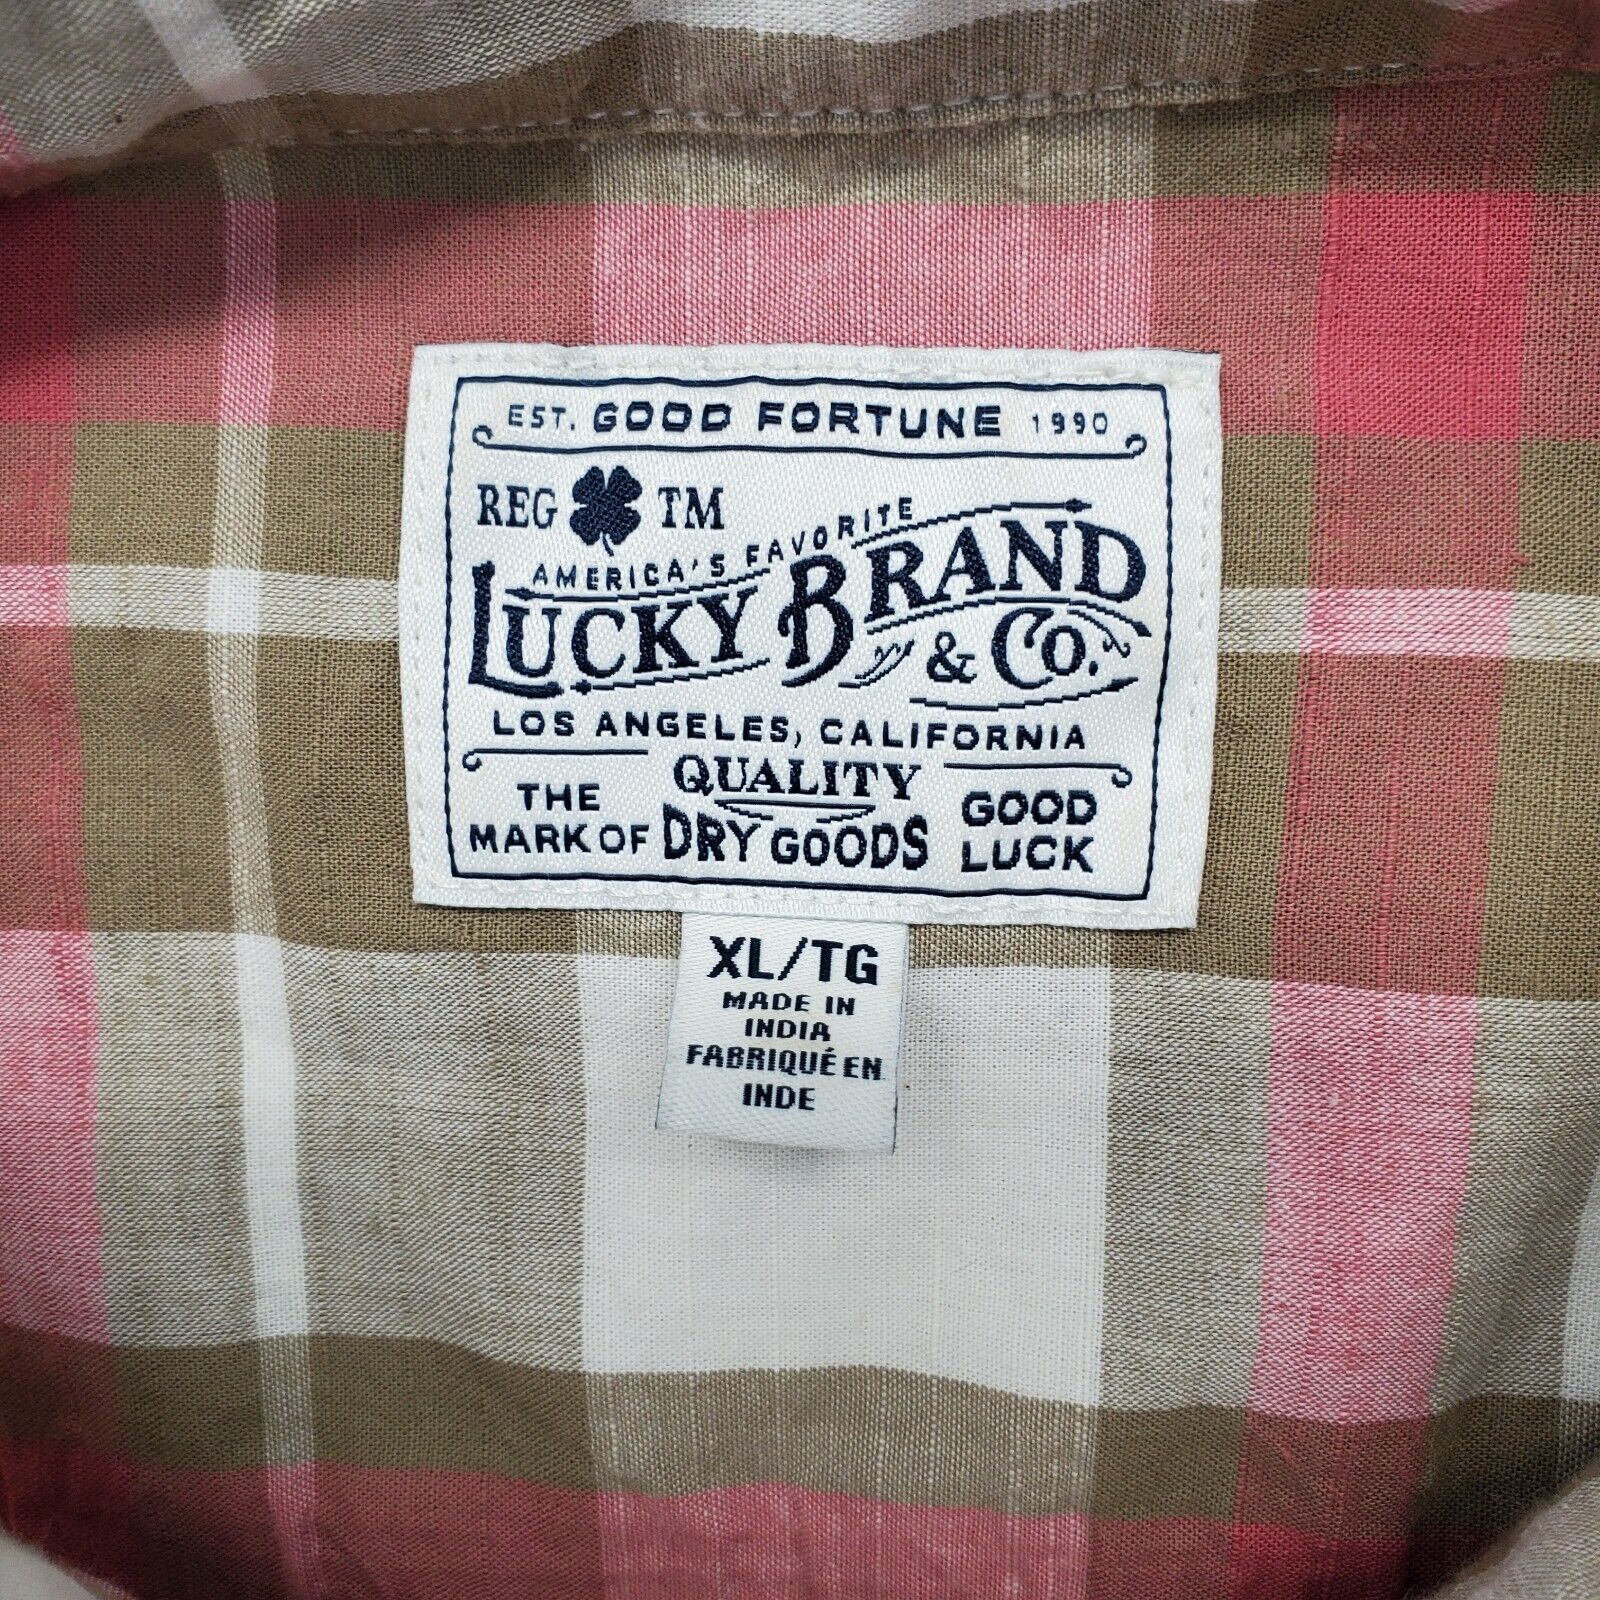 EST. GOOD FORTUNE 1990
REG TM
AMERICA'S FAVORITE
LUCKY BRAND
& CO.
LOS ANGELES, CALIFORNIA
THE MARK OF
QUALITY DRY GOODS
GOOD LUCK
XL/TG
MADE IN
INDIA
FABRIQUÉ EN
INDE